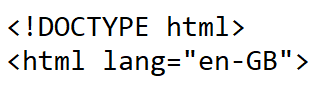 <!DOCTYPE html>
<html lang="en-GB">